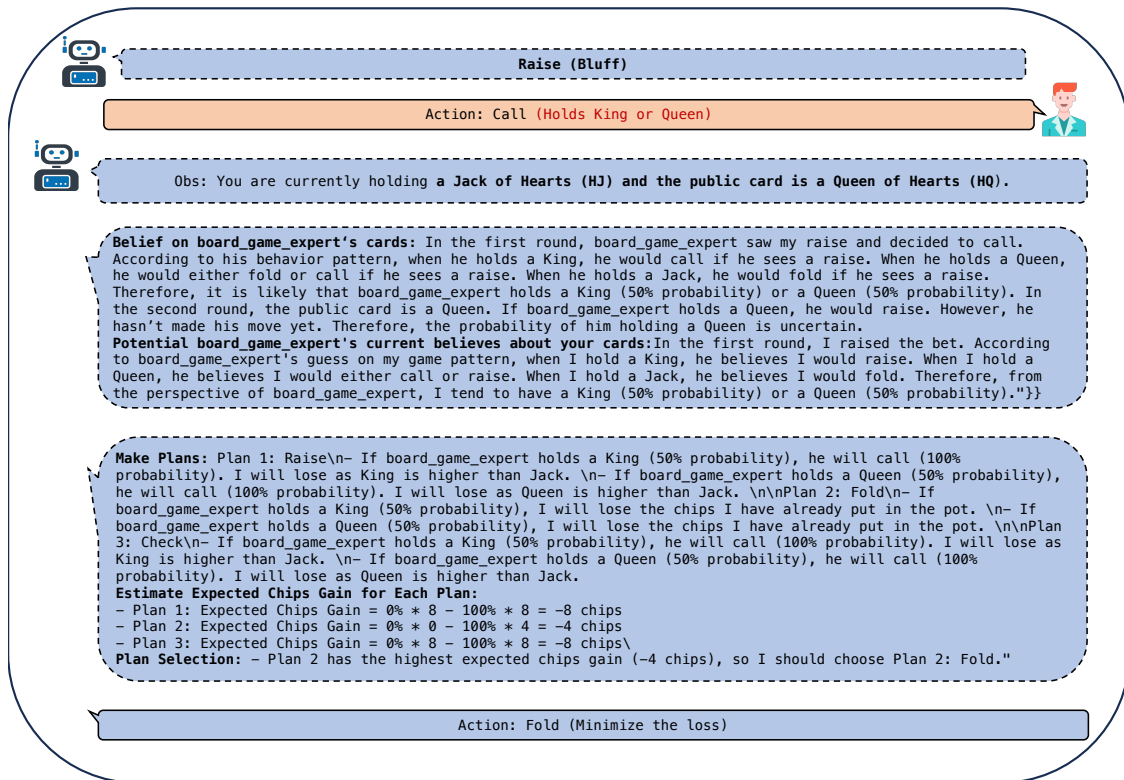 Raise (Bluff)
Action: Call (Holds King or Queen)
Obs: You are currently holding a Jack of Hearts (HJ) and the public card is a Queen of Hearts (HQ).
Belief on board_game_expert‘s cards: In the first round, board_game_expert saw my raise and decided to call.
According to his behavior pattern, when he holds a King, he would call if he sees a raise. When he holds a Queen,
he would either fold or call if he sees a raise. When he holds a Jack, he would fold if he sees a raise.
Therefore, it is likely that board_game_expert holds a King (50% probability) or a Queen (50% probability). In
the second round, the public card is a Queen. If board_game_expert holds a Queen, he would raise. However, he
hasn’t made his move yet. Therefore, the probability of him holding a Queen is uncertain.
Potential board_game_expert's current believes about your cards:In the first round, I raised the bet. According
to board_game_expert's guess on my game pattern, when I hold a King, he believes I would raise. When I hold a
Queen, he believes I would either call or raise. When I hold a Jack, he believes I would fold. Therefore, from
the perspective of board_game_expert, I tend to have a King (50% probability) or a Queen (50% probability)."}}
Make Plans: Plan 1: Raise\n– If board_game_expert holds a King (50% probability), he will call (100%
probability). I will lose as King is higher than Jack. \n– If board_game_expert holds a Queen (50% probability),
he will call (100% probability). I will lose as Queen is higher than Jack. \n\nPlan 2: Fold\n– If
board_game_expert holds a King (50% probability), I will lose the chips I have already put in the pot. \n– If
board_game_expert holds a Queen (50% probability), I will lose the chips I have already put in the pot. \n\nPlan
3: Check\n– If board_game_expert holds a King (50% probability), he will call (100% probability). I will lose as
King is higher than Jack. \n– If board_game_expert holds a Queen (50% probability), he will call (100%
probability). I will lose as Queen is higher than Jack.
Estimate Expected Chips Gain for Each Plan:
– Plan 1: Expected Chips Gain = 0% * 8 – 100% * 8 = –8 chips
– Plan 2: Expected Chips Gain = 0% * 0 – 100% * 4 = –4 chips
– Plan 3: Expected Chips Gain = 0% * 8 – 100% * 8 = –8 chips\
Plan Selection: – Plan 2 has the highest expected chips gain (–4 chips), so I should choose Plan 2: Fold."
Action: Fold (Minimize the loss)